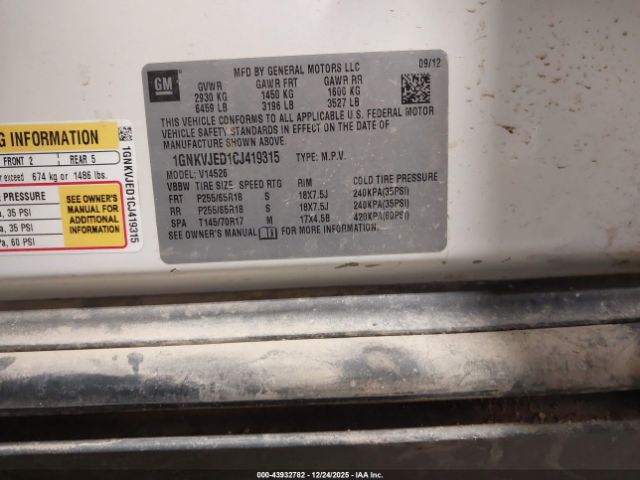 GM
MFD BY GENERAL MOTORS LLC
09/12
GVWR GAWR FRT GAWR RR
2930 KG 1450 KG 1600 KG
6459 LB 3196 LB 3527 LB
THIS VEHICLE CONFORMS TO ALL APPLICABLE U.S. FEDERAL MOTOR
VEHICLE SAFETY STANDARDS IN EFFECT ON THE DATE OF
MANUFACTURE SHOWN ABOVE.
1GNKVJED1CJ419315 TYPE: M.P.V.
MODEL: V14526
VBBW TIRE SIZE SPEED RTG RIM COLD TIRE PRESSURE
FRT P255/65R18 S 18X7.5J 240KPA(35PSI)
RR P255/65R18 S 18X7.5J 240KPA(35PSI)
SPA T145/70R17 M 17X4.5B 420KPA(60PSI)
SEE OWNER'S MANUAL FOR MORE INFORMATION
G INFORMATION
FRONT 2 REAR 5
exceed 674 kg or 1486 lbs.
PRESSURE
a, 35 PSI
a, 35 PSI
Pa, 60 PSI
SEE OWNER'S
MANUAL FOR
ADDITIONAL
INFORMATION
1GNKVJED1CJ419315
000-43932782 - 12/24/2025 - IAAI.com